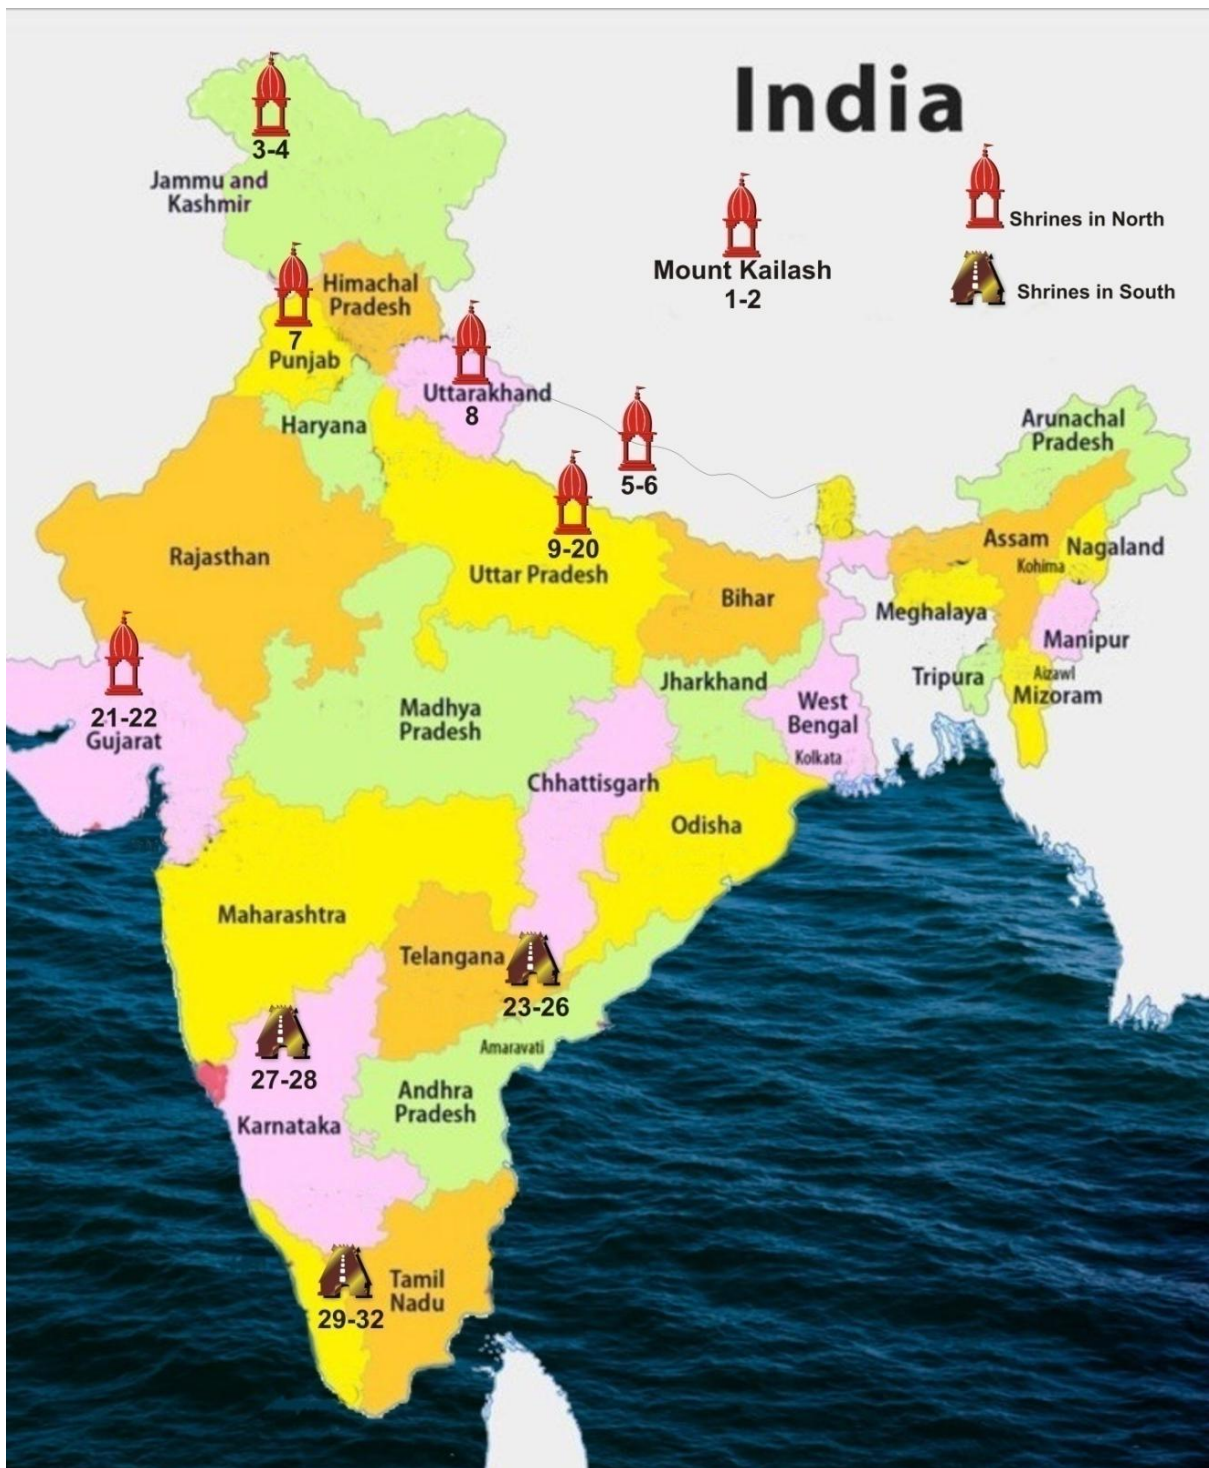 India
3-4
Jammu and
Kashmir
Shrines in North
Mount Kailash
1-2
Shrines in South
Himachal
Pradesh
7
Punjab
Uttarakhand
8
Haryana
5-6
Arunachal
Pradesh
9-20
Uttar Pradesh
Rajasthan
Assam
Nagaland
Kohima
Bihar
Meghalaya
Manipur
Tripura
Aizawl
Mizoram
Jharkhand
21-22
Gujarat
Madhya
Pradesh
West
Bengal
Kolkata
Chhattisgarh
Odisha
Maharashtra
Telangana
23-26
Amaravati
27-28
Karnataka
Andhra
Pradesh
Tamil
Nadu
29-32